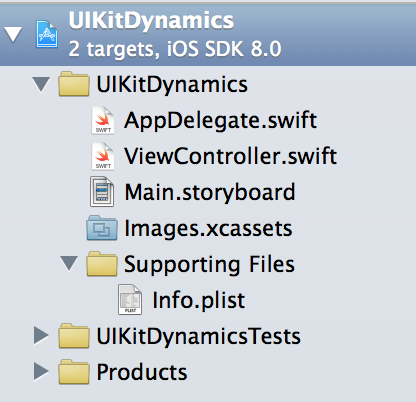 UIKitDynamics
2 targets, iOS SDK 8.0
UIKitDynamics
SWIFT AppDelegate.swift
SWIFT ViewController.swift
Main.storyboard
Images.xcassets
Supporting Files
PLIST Info.plist
UIKitDynamicsTests
Products